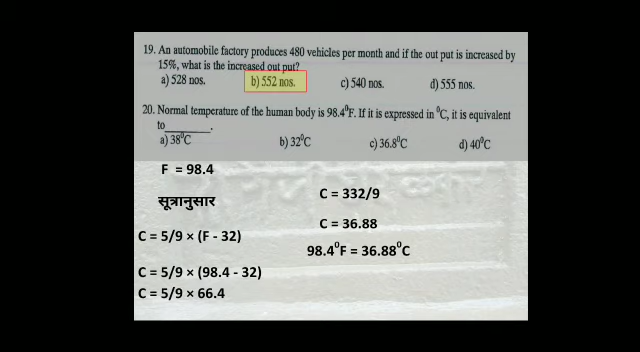 19. An automobile factory produces 480 vehicles per month and if the out put is increased by
15%, what is the increased out put?
a) 528 nos. b) 552 nos. c) 540 nos. d) 555 nos.
20. Normal temperature of the human body is 98.4⁰F. If it is expressed in ⁰C, it is equivalent
to________.
a) 38⁰C b) 32⁰C c) 36.8⁰C d) 40⁰C
F = 98.4
सूत्रानुसार
C = 5/9 × (F - 32)
C = 5/9 × (98.4 - 32)
C = 5/9 × 66.4
C = 332/9
C = 36.88
98.4⁰F = 36.88⁰C